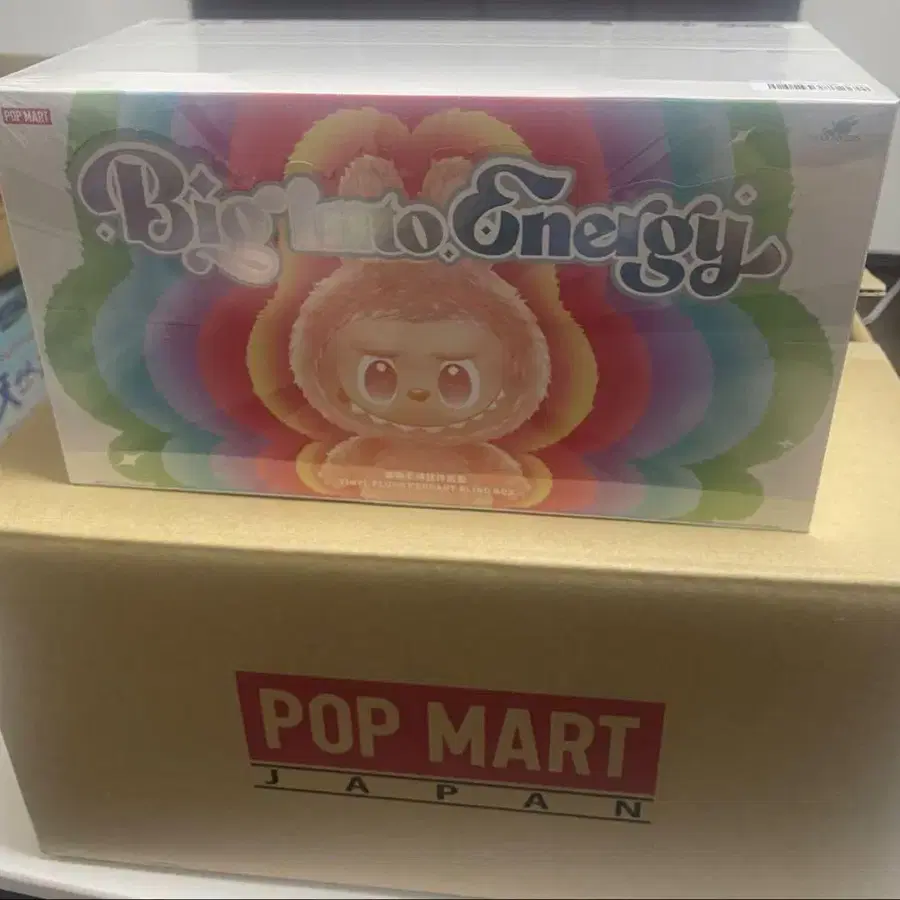 POP MART
Big into Energy
VINYL PLUSH PENDANT BLIND BOX
POP MART
JAPAN